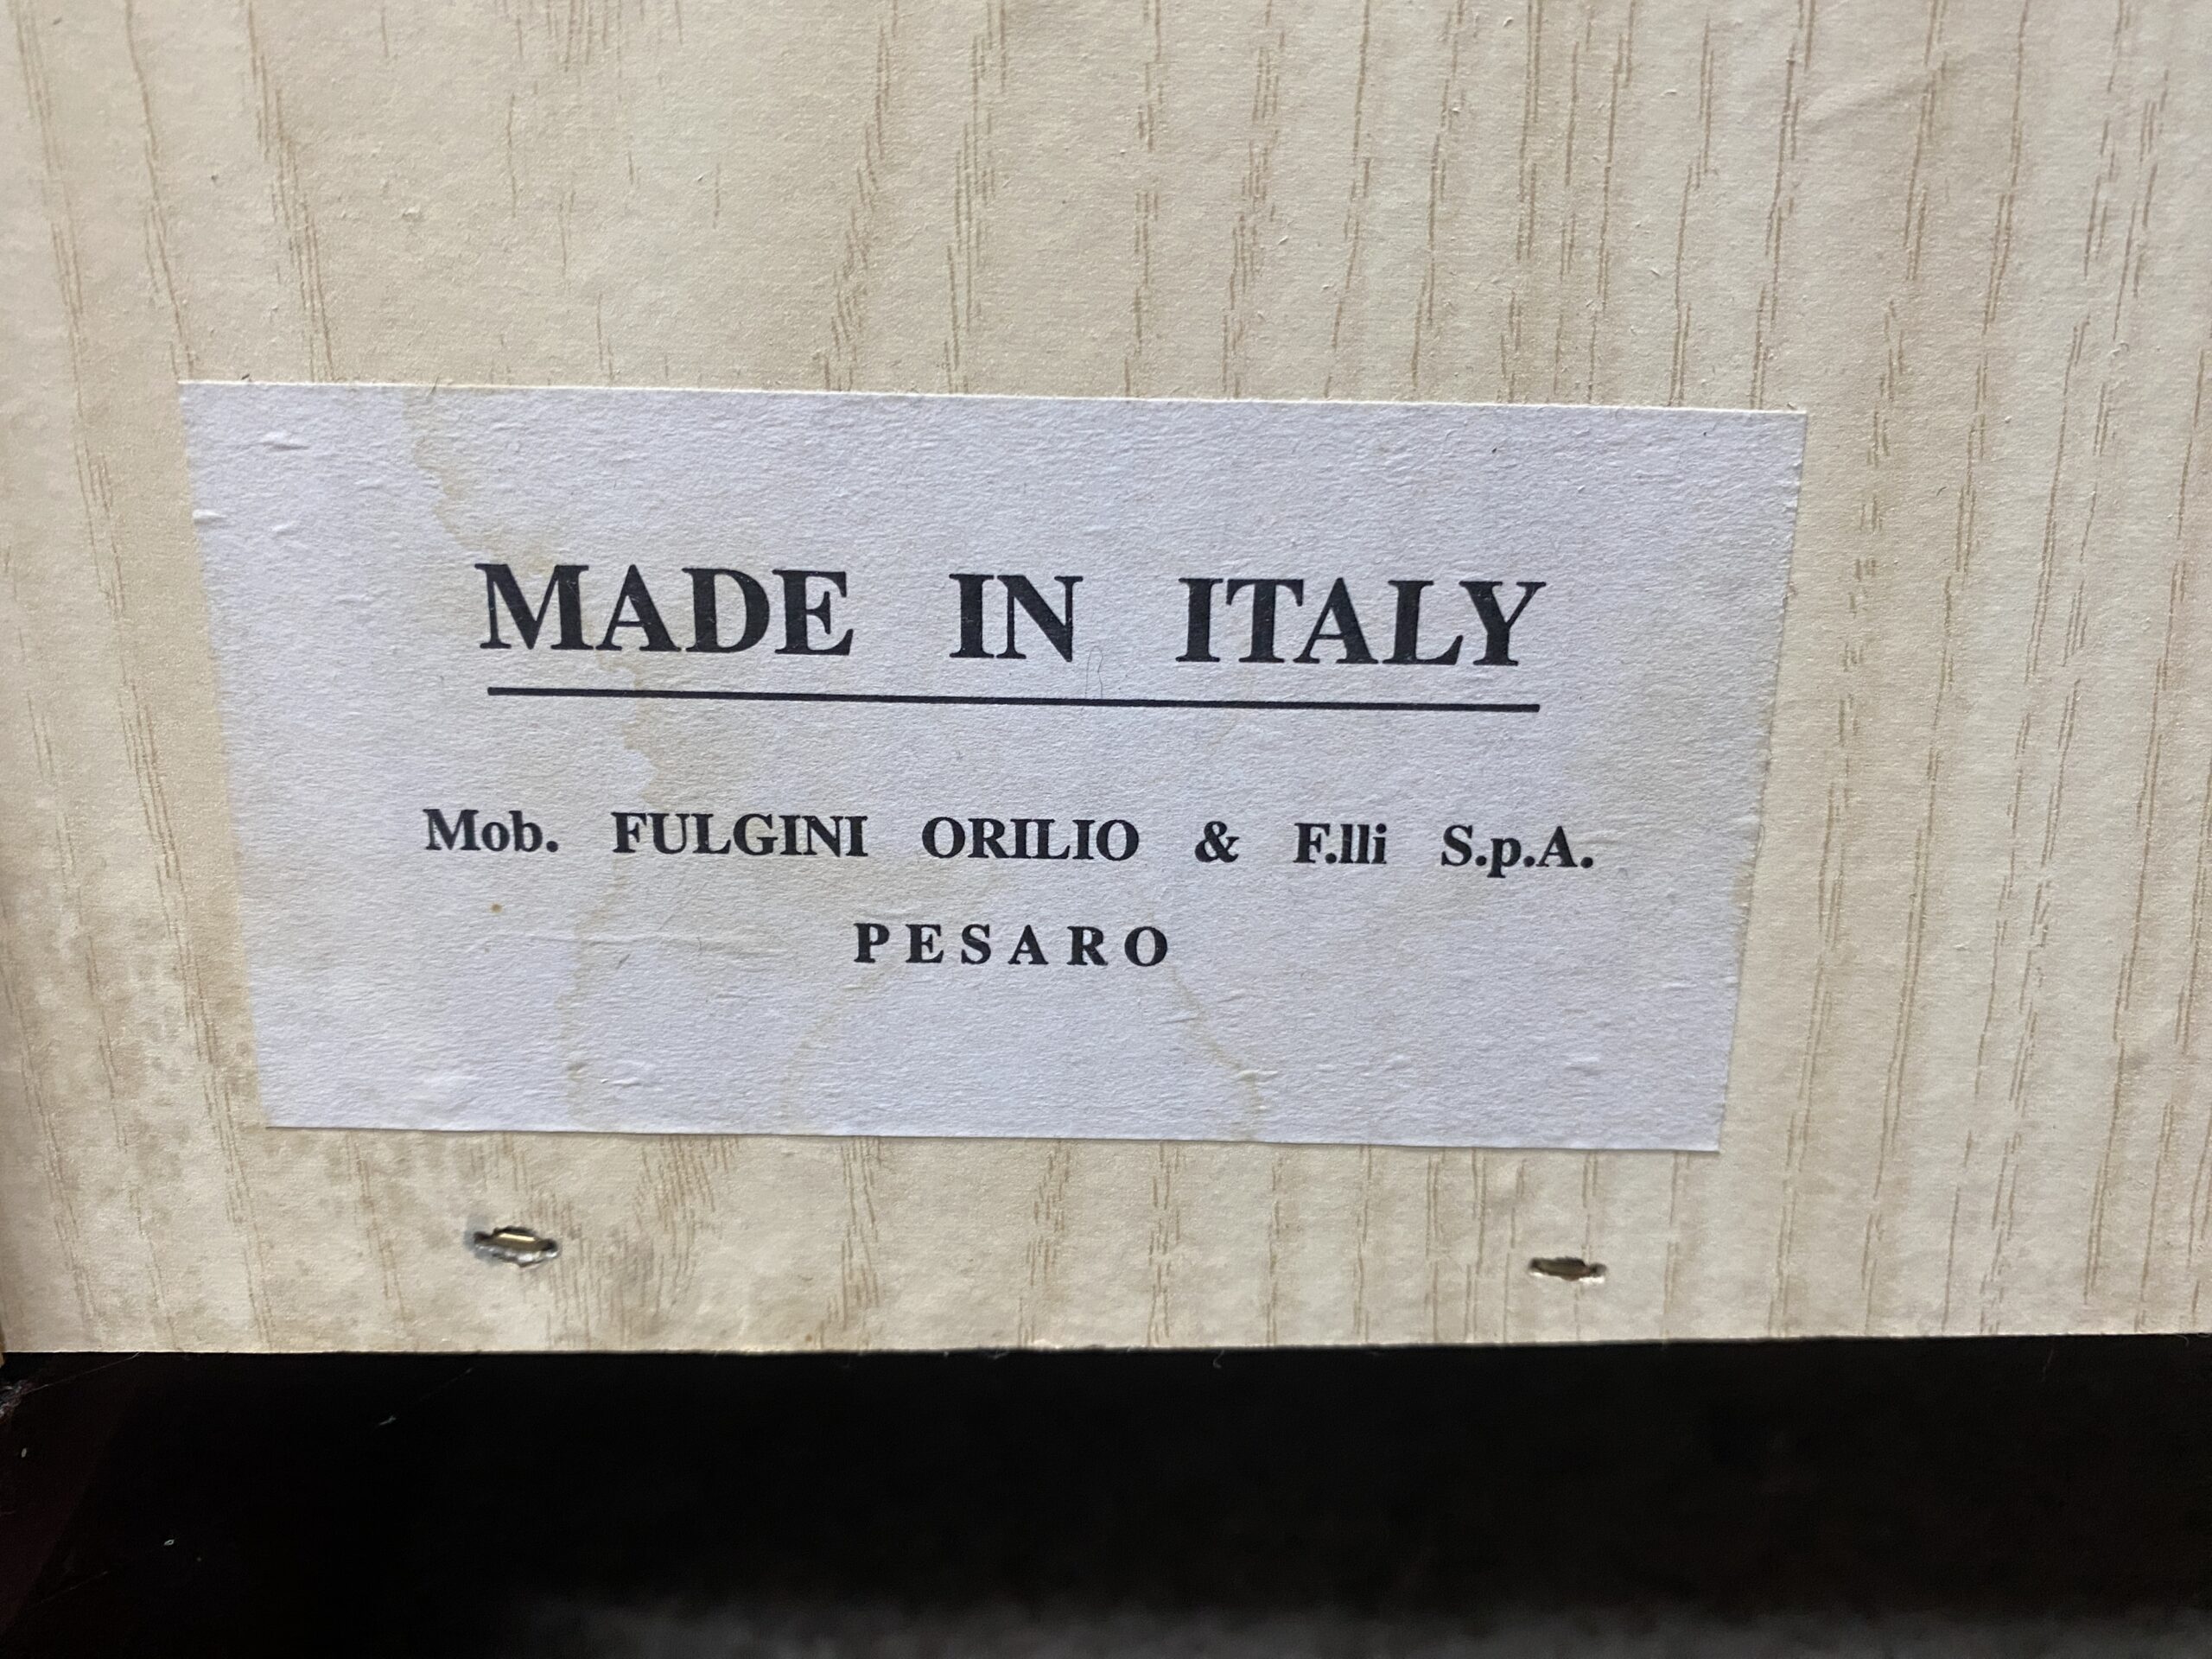 MADE IN ITALY
Mob. FULGINI ORILIO & F.lli S.p.A.
PESARO